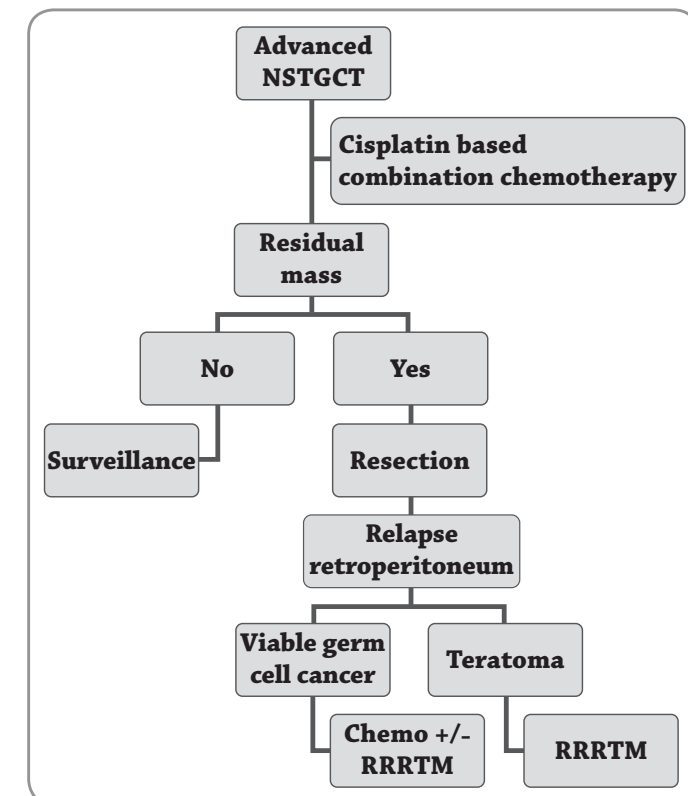 Advanced
NSTGCT
Cisplatin based
combination chemotherapy
Residual
mass
No
Yes
Surveillance
Resection
Relapse
retroperitoneum
Viable germ
cell cancer
Teratoma
Chemo +/-
RRRTM
RRRTM